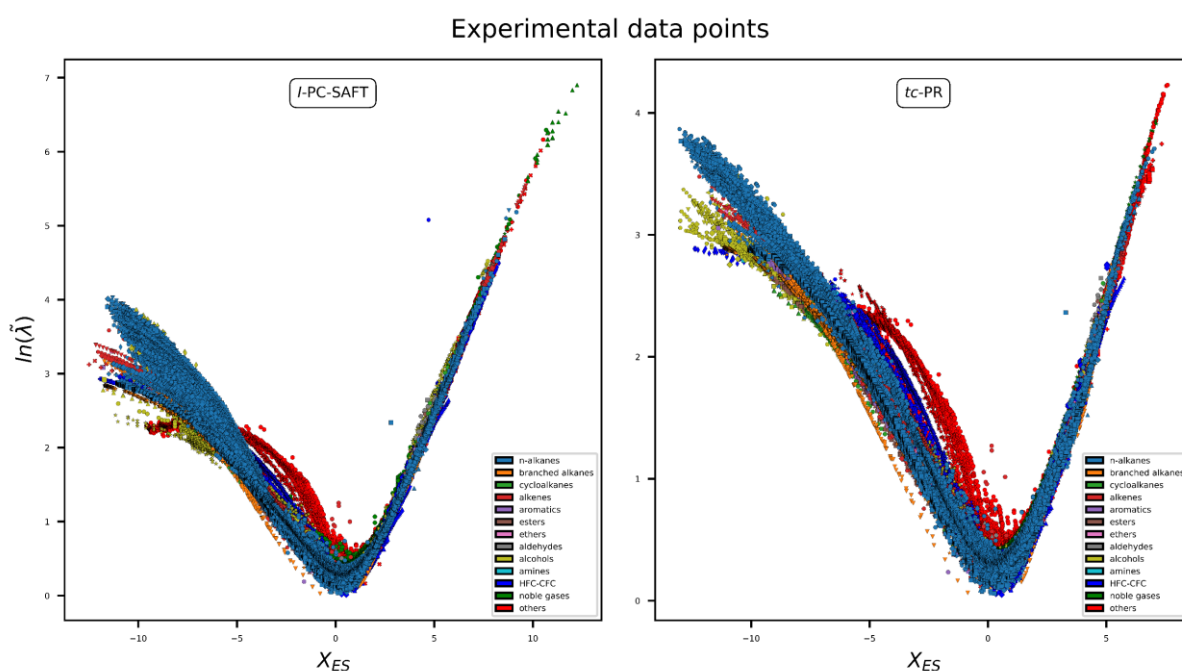 Experimental data points
I-PC-SAFT
tc-PR
ln(λ̃)
7
6
5
4
3
2
1
0
−10
−5
0
5
10
X_ES
n-alkanes
branched alkanes
cycloalkanes
alkenes
aromatics
esters
ethers
aldehydes
alcohols
amines
HFC-CFC
noble gases
others
4
3
2
1
0
−10
−5
0
5
X_ES
n-alkanes
branched alkanes
cycloalkanes
alkenes
aromatics
esters
ethers
aldehydes
alcohols
amines
HFC-CFC
noble gases
others